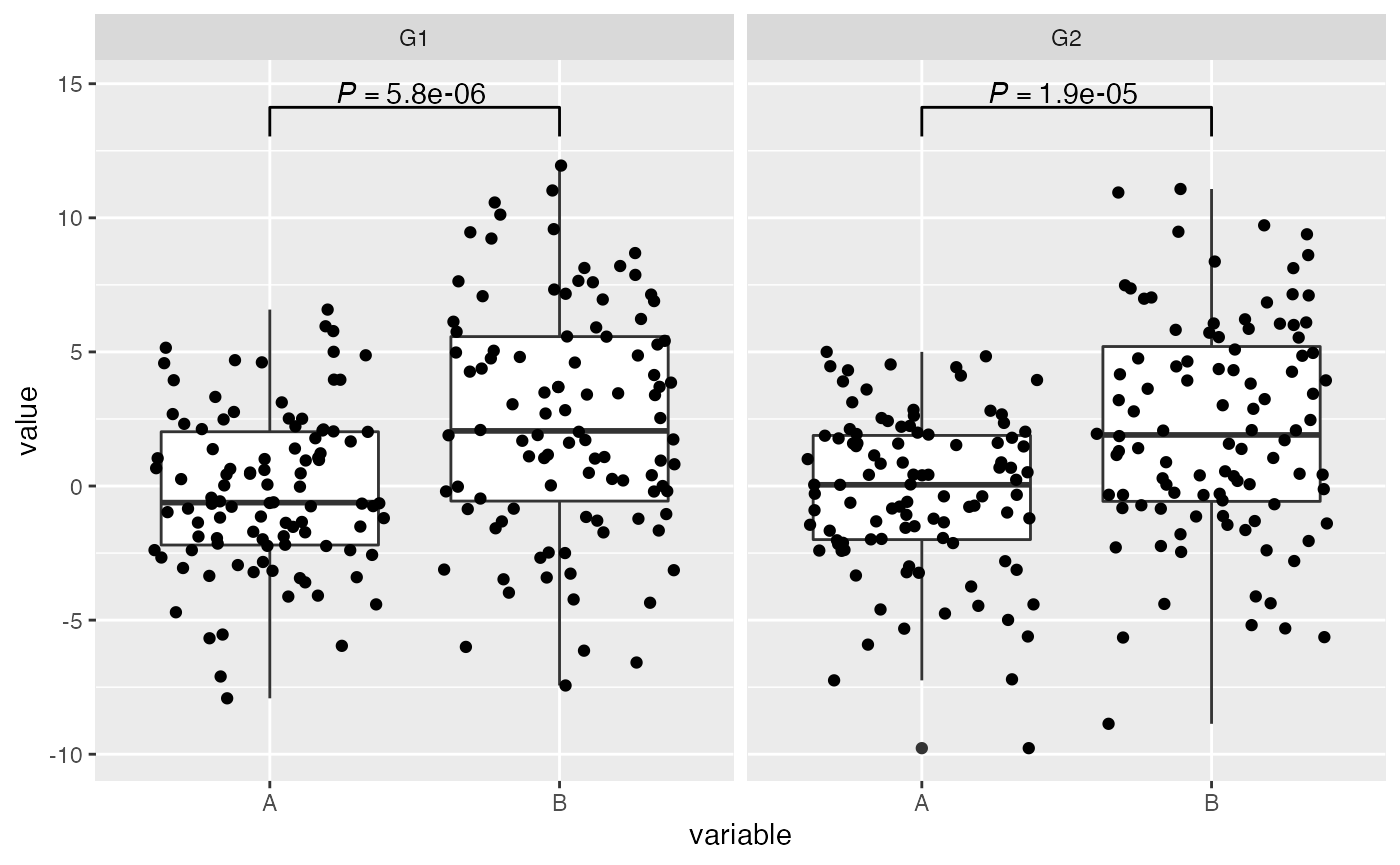 G1
G2
P = 5.8e-06
P = 1.9e-05
15
10
5
0
-5
-10
value
A
B
A
B
variable